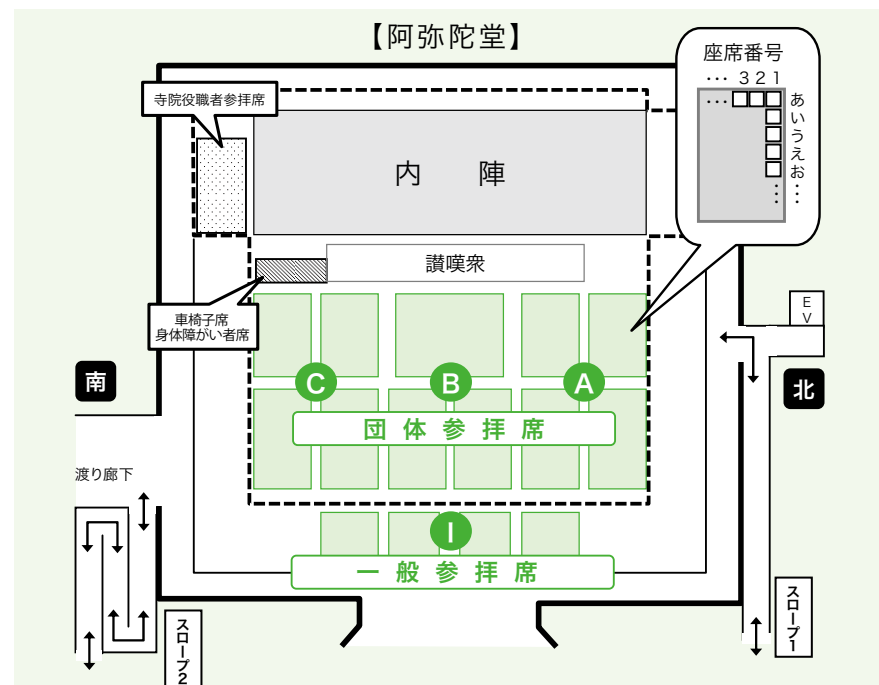 【阿弥陀堂】
座席番号
… 3 2 1
…
あ
い
う
え
お
…
寺院役職者参拝席
内　陣
讃嘆衆
車椅子席
身体障がい者席
EV
南
北
C
B
A
団体参拝席
渡り廊下
I
一般参拝席
スロープ1
スロープ2